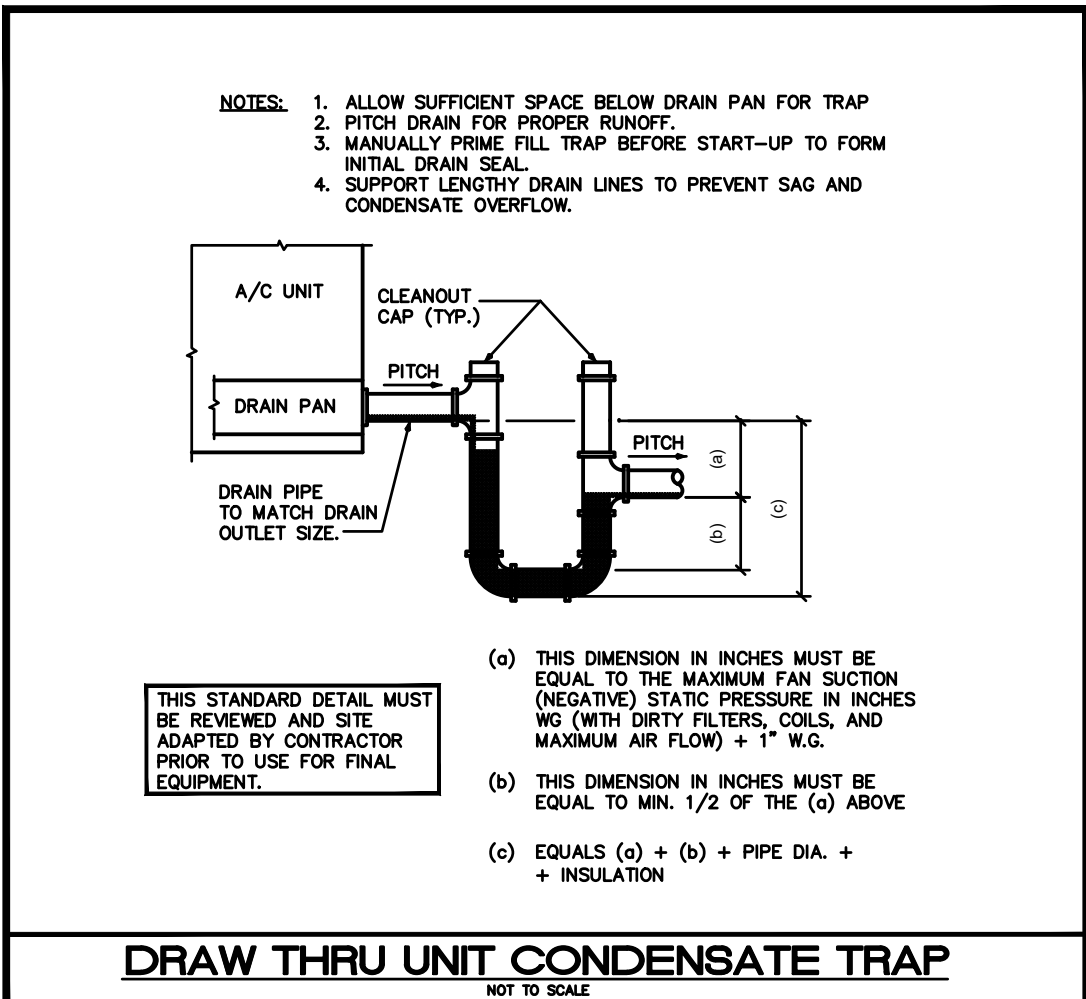 NOTES: 1. ALLOW SUFFICIENT SPACE BELOW DRAIN PAN FOR TRAP
2. PITCH DRAIN FOR PROPER RUNOFF.
3. MANUALLY PRIME FILL TRAP BEFORE START-UP TO FORM
INITIAL DRAIN SEAL.
4. SUPPORT LENGTHY DRAIN LINES TO PREVENT SAG AND
CONDENSATE OVERFLOW.
A/C UNIT
CLEANOUT
CAP (TYP.)
PITCH
DRAIN PAN
PITCH
(a)
(b)
(c)
DRAIN PIPE
TO MATCH DRAIN
OUTLET SIZE.
(a) THIS DIMENSION IN INCHES MUST BE
EQUAL TO THE MAXIMUM FAN SUCTION
(NEGATIVE) STATIC PRESSURE IN INCHES
WG (WITH DIRTY FILTERS, COILS, AND
MAXIMUM AIR FLOW) + 1" W.G.
THIS STANDARD DETAIL MUST
BE REVIEWED AND SITE
ADAPTED BY CONTRACTOR
PRIOR TO USE FOR FINAL
EQUIPMENT.
(b) THIS DIMENSION IN INCHES MUST BE
EQUAL TO MIN. 1/2 OF THE (a) ABOVE
(c) EQUALS (a) + (b) + PIPE DIA. +
+ INSULATION
DRAW THRU UNIT CONDENSATE TRAP
NOT TO SCALE